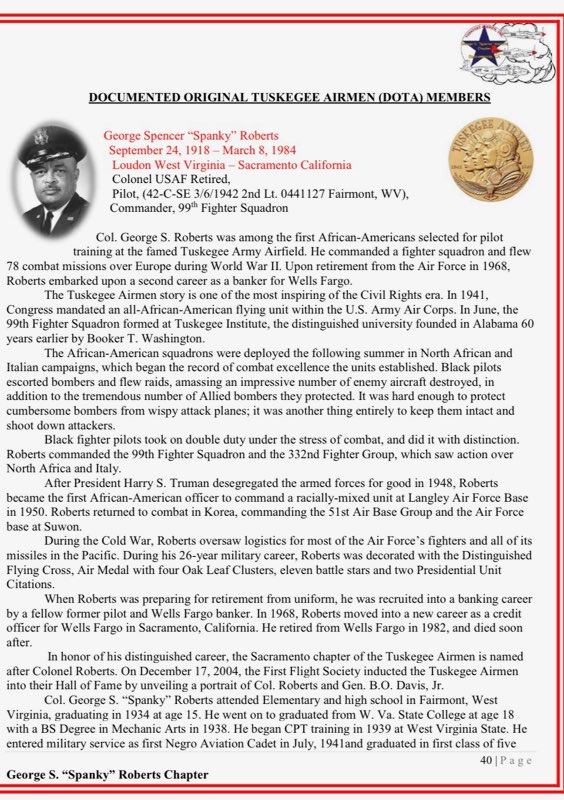 DOCUMENTED ORIGINAL TUSKEGEE AIRMEN (DOTA) MEMBERS
TUSKEGEE AIRMEN
George Spencer “Spanky” Roberts
September 24, 1918 – March 8, 1984
Loudon West Virginia – Sacramento California
Colonel USAF Retired,
Pilot, (42-C-SE 3/6/1942 2nd Lt. 0441127 Fairmont, WV),
Commander, 99th Fighter Squadron
Col. George S. Roberts was among the first African-Americans selected for pilot
training at the famed Tuskegee Army Airfield. He commanded a fighter squadron and flew
78 combat missions over Europe during World War II. Upon retirement from the Air Force in 1968,
Roberts embarked upon a second career as a banker for Wells Fargo.
The Tuskegee Airmen story is one of the most inspiring of the Civil Rights era. In 1941,
Congress mandated an all-African-American flying unit within the U.S. Army Air Corps. In June, the
99th Fighter Squadron formed at Tuskegee Institute, the distinguished university founded in Alabama 60
years earlier by Booker T. Washington.
The African-American squadrons were deployed the following summer in North African and
Italian campaigns, which began the record of combat excellence the units established. Black pilots
escorted bombers and flew raids, amassing an impressive number of enemy aircraft destroyed, in
addition to the tremendous number of Allied bombers they protected. It was hard enough to protect
cumbersome bombers from wispy attack planes; it was another thing entirely to keep them intact and
shoot down attackers.
Black fighter pilots took on double duty under the stress of combat, and did it with distinction.
Roberts commanded the 99th Fighter Squadron and the 332nd Fighter Group, which saw action over
North Africa and Italy.
After President Harry S. Truman desegregated the armed forces for good in 1948, Roberts
became the first African-American officer to command a racially-mixed unit at Langley Air Force Base
in 1950. Roberts returned to combat in Korea, commanding the 51st Air Base Group and the Air Force
base at Suwon.
During the Cold War, Roberts oversaw logistics for most of the Air Force’s fighters and all of its
missiles in the Pacific. During his 26-year military career, Roberts was decorated with the Distinguished
Flying Cross, Air Medal with four Oak Leaf Clusters, eleven battle stars and two Presidential Unit
Citations.
When Roberts was preparing for retirement from uniform, he was recruited into a banking career
by a fellow former pilot and Wells Fargo banker. In 1968, Roberts moved into a new career as a credit
officer for Wells Fargo in Sacramento, California. He retired from Wells Fargo in 1982, and died soon
after.
In honor of his distinguished career, the Sacramento chapter of the Tuskegee Airmen is named
after Colonel Roberts. On December 17, 2004, the First Flight Society inducted the Tuskegee Airmen
into their Hall of Fame by unveiling a portrait of Col. Roberts and Gen. B.O. Davis, Jr.
Col. George S. “Spanky” Roberts attended Elementary and high school in Fairmont, West
Virginia, graduating in 1934 at age 15. He went on to graduated from W. Va. State College at age 18
with a BS Degree in Mechanic Arts in 1938. He began CPT training in 1939 at West Virginia State. He
entered military service as first Negro Aviation Cadet in July, 1941and graduated in first class of five
40 | Page
George S. “Spanky” Roberts Chapter